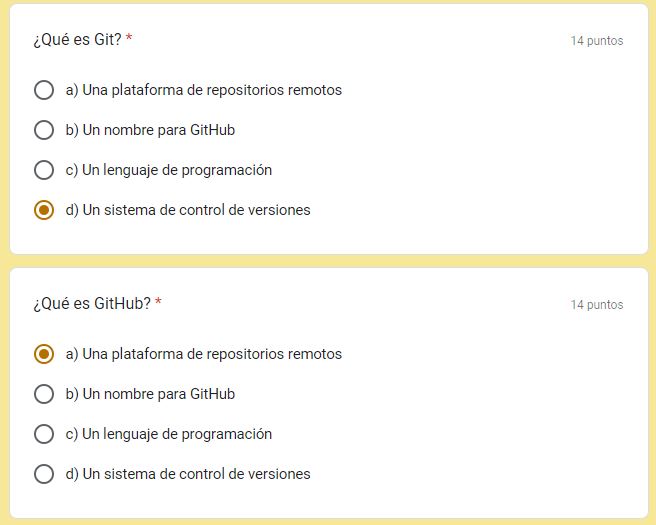 ¿Qué es Git? *
14 puntos
a) Una plataforma de repositorios remotos
b) Un nombre para GitHub
c) Un lenguaje de programación
d) Un sistema de control de versiones
¿Qué es GitHub? *
14 puntos
a) Una plataforma de repositorios remotos
b) Un nombre para GitHub
c) Un lenguaje de programación
d) Un sistema de control de versiones